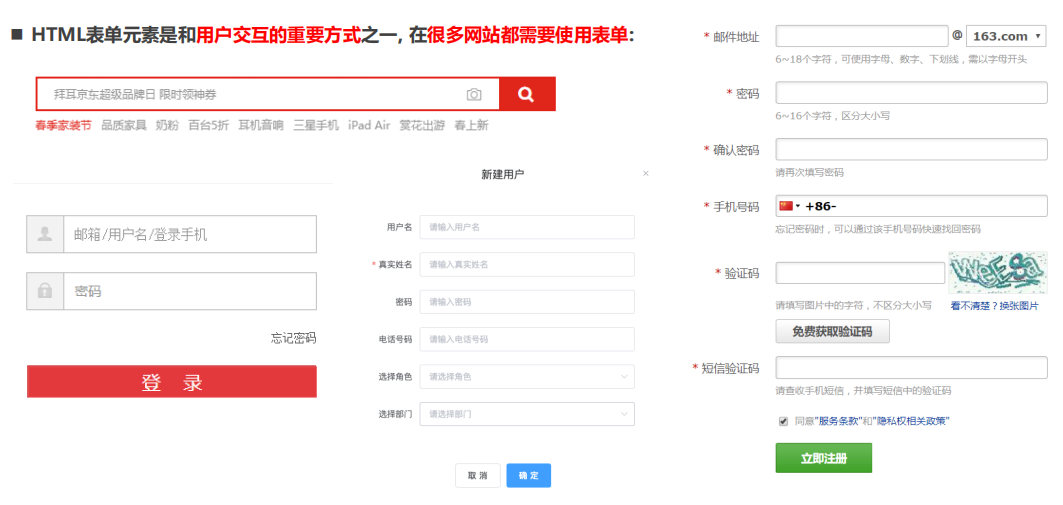 ■ HTML表单元素是和用户交互的重要方式之一, 在很多网站都需要使用表单:
拜耳京东超级品牌日 限时领神券
春季家装节 品质家具 奶粉 百台5折 耳机音响 三星手机 iPad Air 赏花出游 春上新
邮箱/用户名/登录手机
密码
忘记密码
登 录
新建用户 ×
用户名 请输入用户名
* 真实姓名 请输入真实姓名
密码 请输入密码
电话号码 请输入电话号码
选择角色 请选择角色
选择部门 请选择部门
取 消 确 定
* 邮件地址 @ 163.com
6~18个字符，可使用字母、数字、下划线，需以字母开头
* 密码
6~16个字符，区分大小写
* 确认密码
请再次填写密码
* 手机号码 +86-
忘记密码时，可以通过该手机号码快速找回密码
* 验证码
请填写图片中的字符，不区分大小写 看不清楚？换张图片
免费获取验证码
* 短信验证码
请查收手机短信，并填写短信中的验证码
同意"服务条款"和"隐私权相关政策"
立即注册